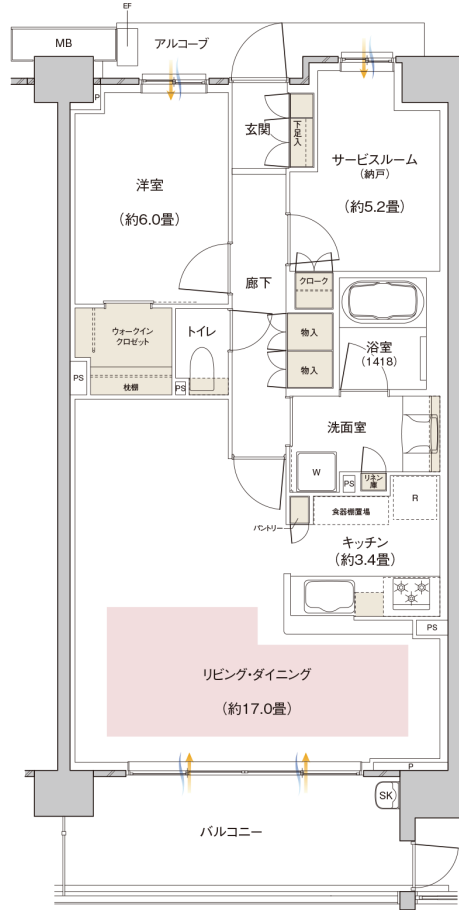 EF
MB
アルコーブ
P
玄関
下足入
サービスルーム
(納戸)
(約5.2畳)
洋室
(約6.0畳)
廊下
クローク
ウォークイン
クロゼット
トイレ
物入
浴室
(1418)
物入
PS
枕棚
PS
洗面室
W
PS
リネン
庫
R
食器棚置場
パントリー
キッチン
(約3.4畳)
PS
リビング・ダイニング
(約17.0畳)
P
SK
バルコニー